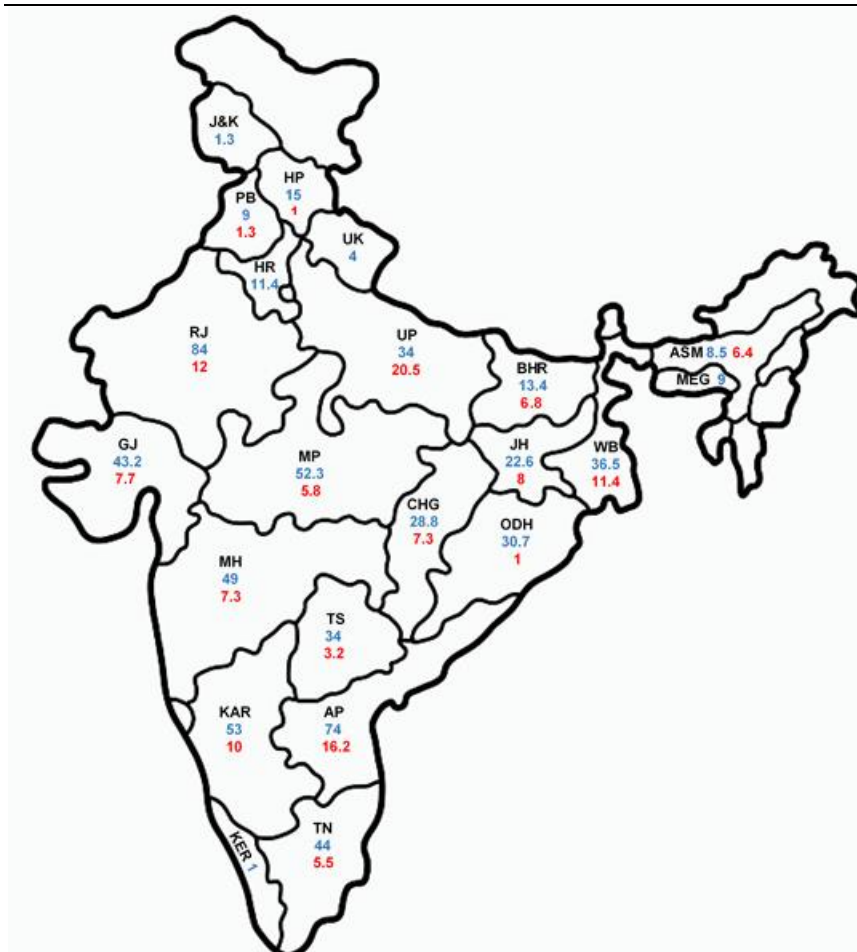 J&K
1.3
HP
15
1
PB
9
1.3
UK
4
HR
11.4
RJ
84
12
UP
34
20.5
BHR
13.4
6.8
ASM 8.5 6.4
MEG 9
GJ
43.2
7.7
MP
52.3
5.8
JH
22.6
8
WB
36.5
11.4
CHG
28.8
7.3
ODH
30.7
1
MH
49
7.3
TS
34
3.2
KAR
53
10
AP
74
16.2
TN
44
5.5
KER 1